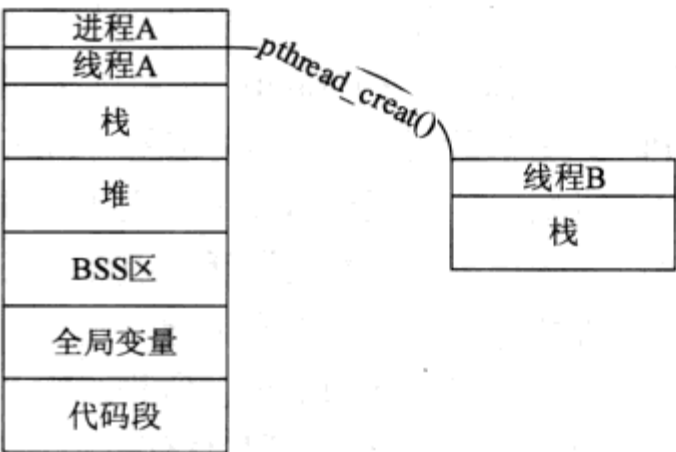 进程A
线程A
栈
堆
BSS区
全局变量
代码段
pthread_creat()
线程B
栈